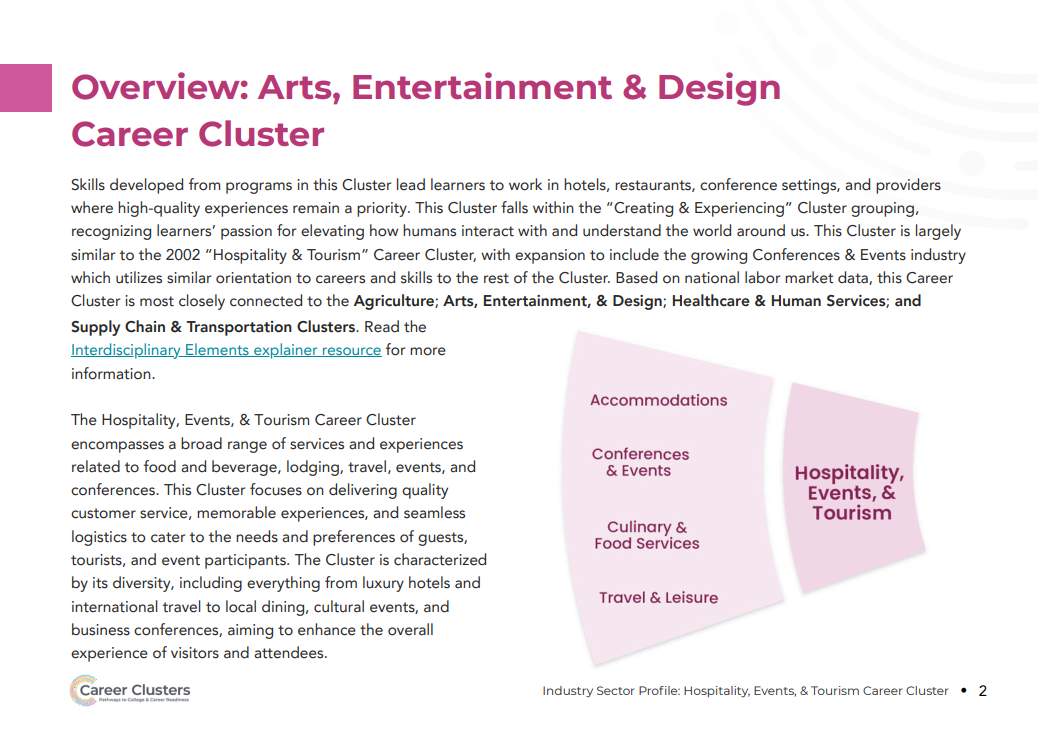 Overview: Arts, Entertainment & Design
Career Cluster
Skills developed from programs in this Cluster lead learners to work in hotels, restaurants, conference settings, and providers
where high-quality experiences remain a priority. This Cluster falls within the “Creating & Experiencing” Cluster grouping,
recognizing learners’ passion for elevating how humans interact with and understand the world around us. This Cluster is largely
similar to the 2002 “Hospitality & Tourism” Career Cluster, with expansion to include the growing Conferences & Events industry
which utilizes similar orientation to careers and skills to the rest of the Cluster. Based on national labor market data, this Career
Cluster is most closely connected to the Agriculture; Arts, Entertainment, & Design; Healthcare & Human Services; and
Supply Chain & Transportation Clusters. Read the
Interdisciplinary Elements explainer resource for more
information.
The Hospitality, Events, & Tourism Career Cluster
encompasses a broad range of services and experiences
related to food and beverage, lodging, travel, events, and
conferences. This Cluster focuses on delivering quality
customer service, memorable experiences, and seamless
logistics to cater to the needs and preferences of guests,
tourists, and event participants. The Cluster is characterized
by its diversity, including everything from luxury hotels and
international travel to local dining, cultural events, and
business conferences, aiming to enhance the overall
experience of visitors and attendees.
Accommodations
Conferences
& Events
Culinary &
Food Services
Travel & Leisure
Hospitality,
Events, &
Tourism
Career Clusters
Pathways to College & Career Readiness
Industry Sector Profile: Hospitality, Events, & Tourism Career Cluster • 2